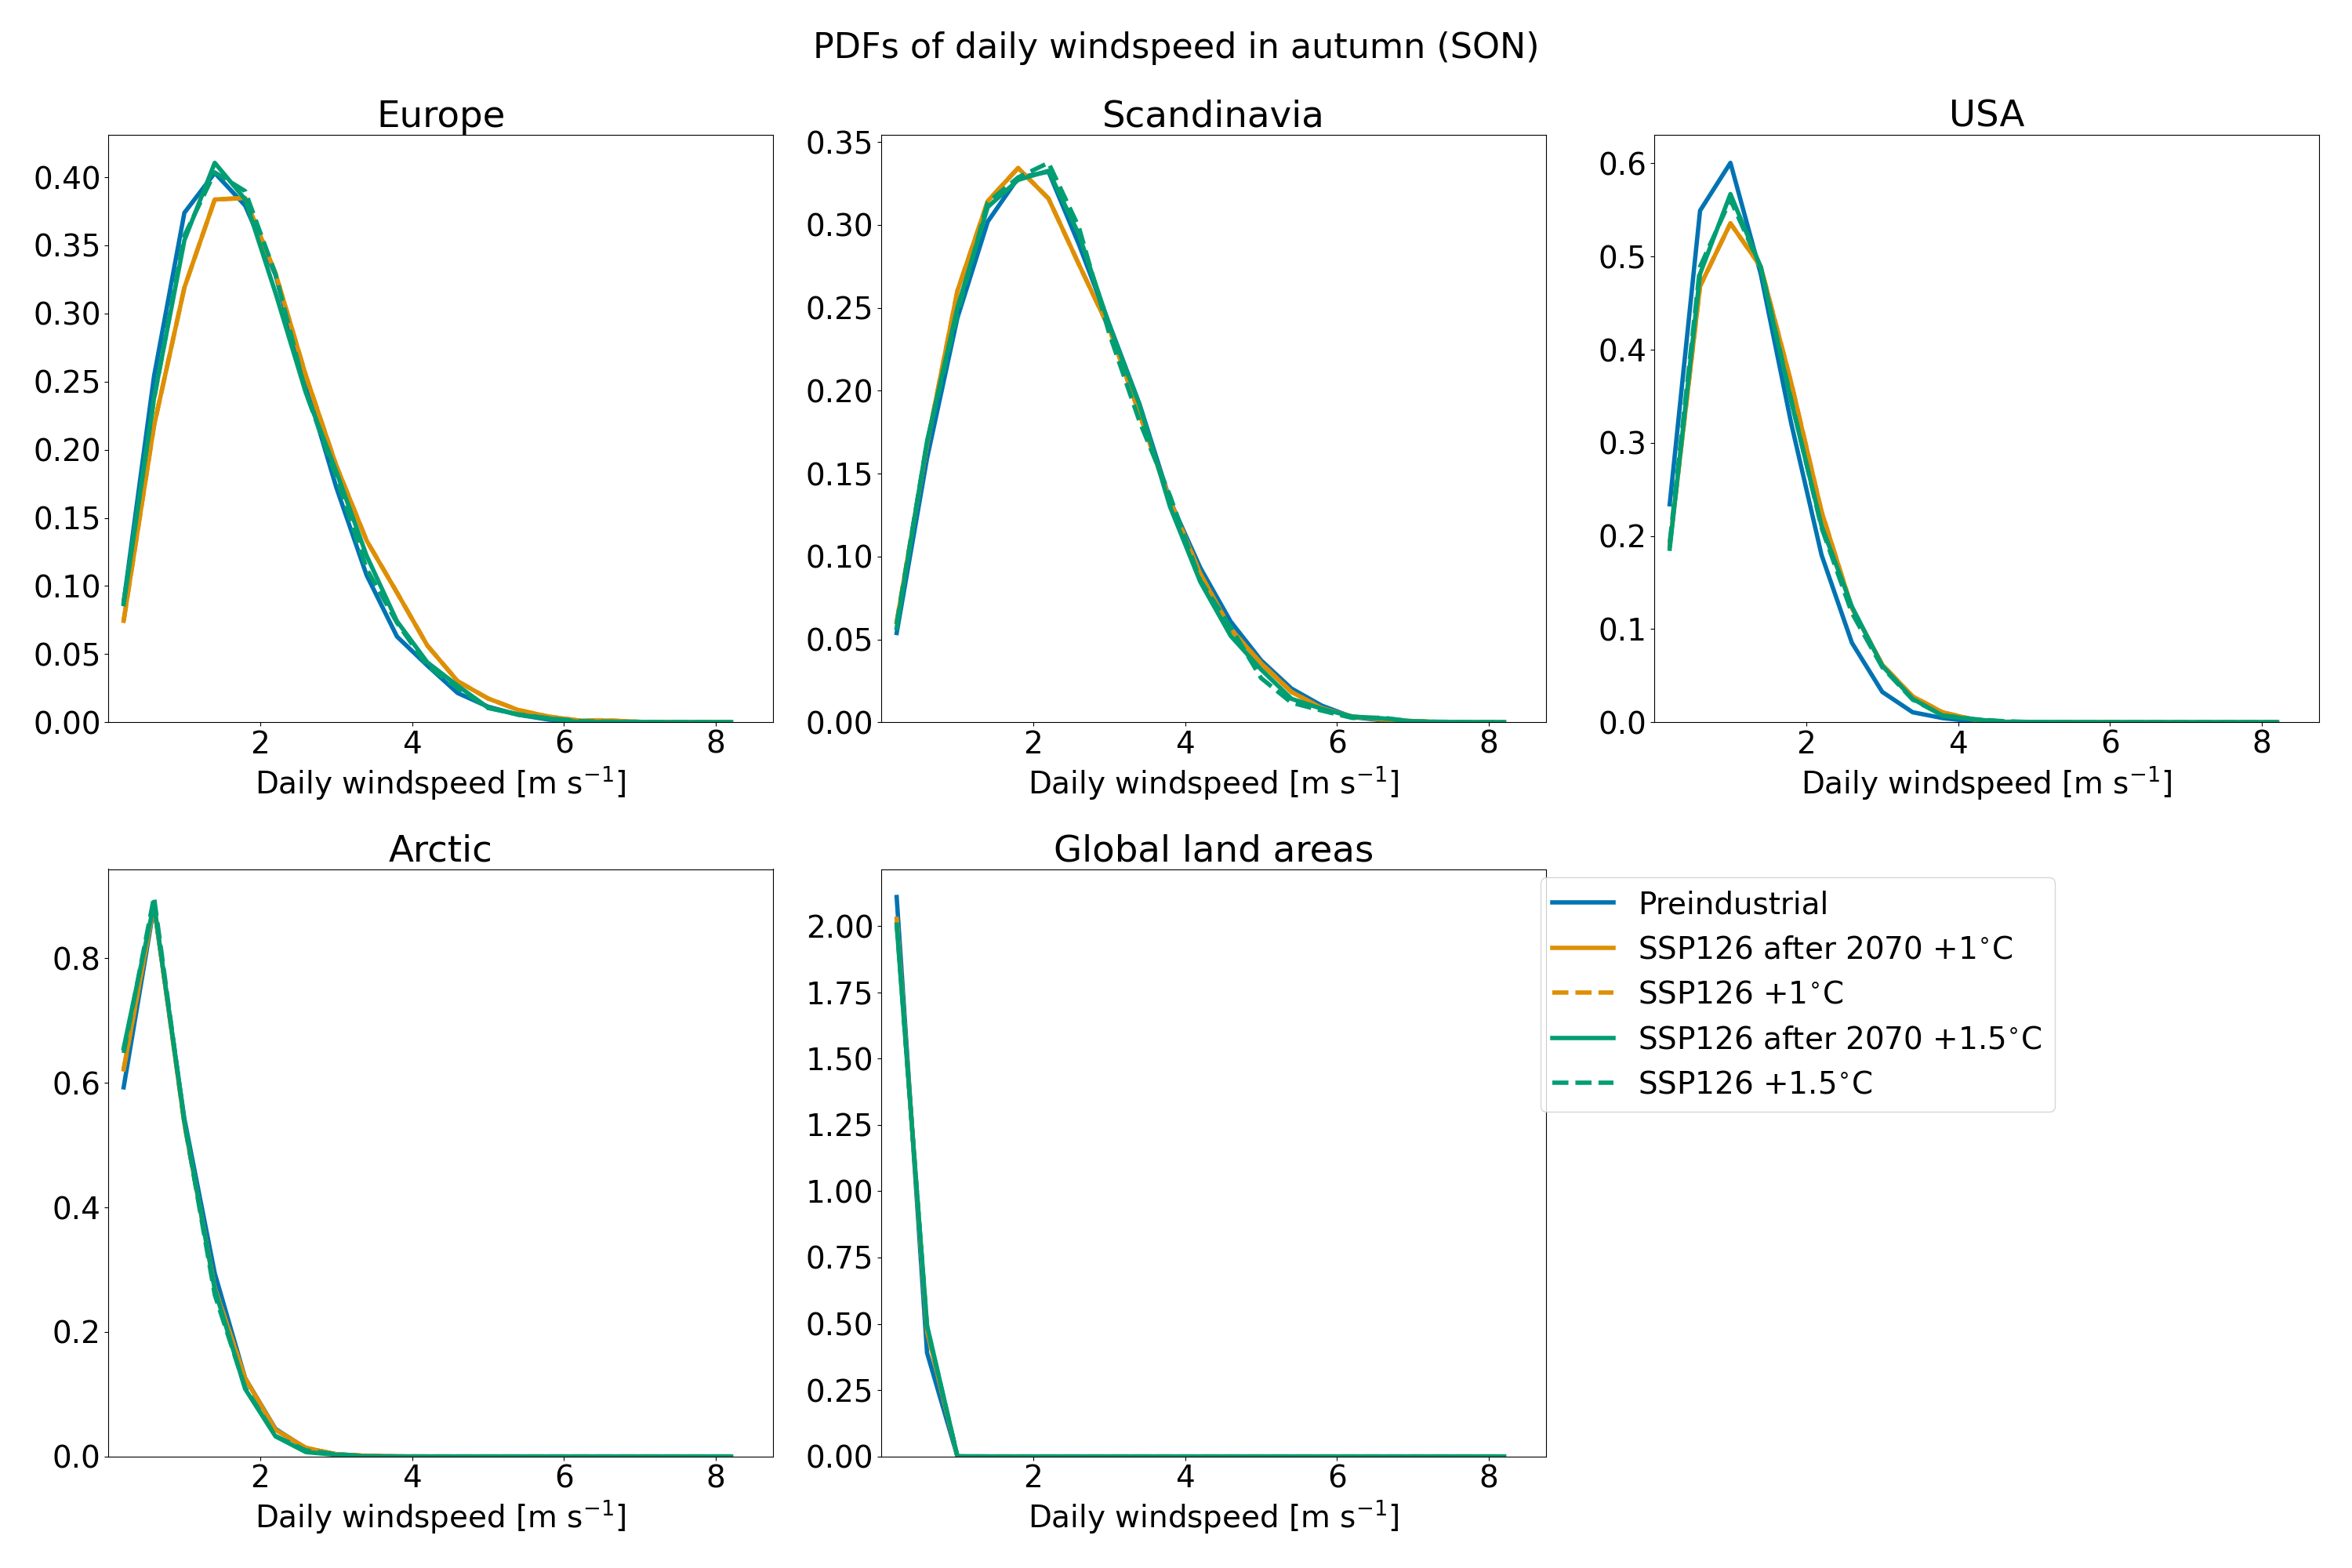 PDFs of daily windspeed in autumn (SON)
Europe
0.40
0.35
0.30
0.25
0.20
0.15
0.10
0.05
0.00
2 4 6 8
Daily windspeed [m s⁻¹]
Scandinavia
0.35
0.30
0.25
0.20
0.15
0.10
0.05
0.00
2 4 6 8
Daily windspeed [m s⁻¹]
USA
0.6
0.5
0.4
0.3
0.2
0.1
0.0
2 4 6 8
Daily windspeed [m s⁻¹]
Arctic
0.8
0.6
0.4
0.2
0.0
2 4 6 8
Daily windspeed [m s⁻¹]
Global land areas
2.00
1.75
1.50
1.25
1.00
0.75
0.50
0.25
0.00
2 4 6 8
Daily windspeed [m s⁻¹]
Preindustrial
SSP126 after 2070 +1°C
SSP126 +1°C
SSP126 after 2070 +1.5°C
SSP126 +1.5°C